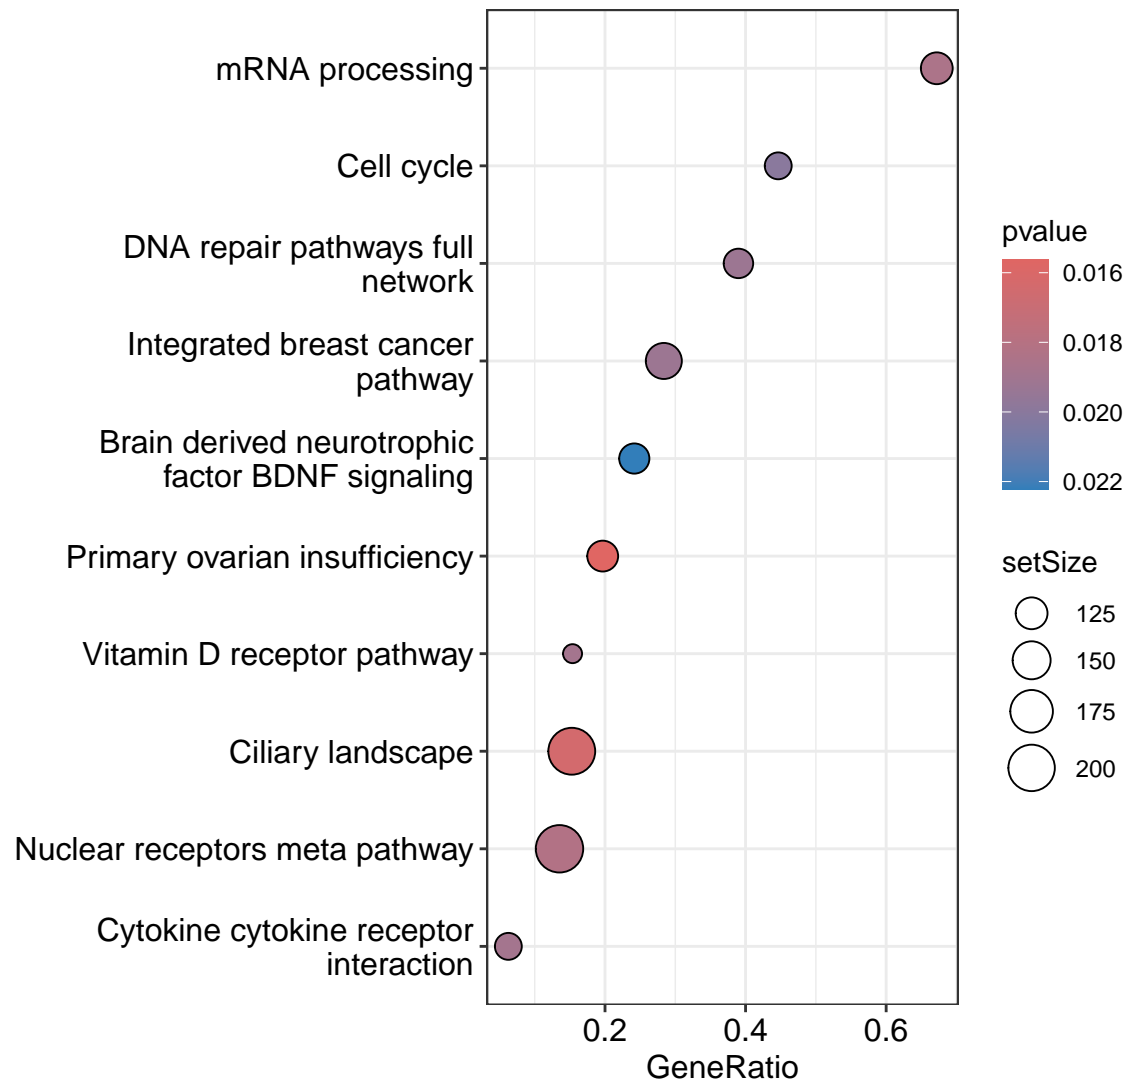 mRNA processing
Cell cycle
DNA repair pathways full
network
Integrated breast cancer
pathway
Brain derived neurotrophic
factor BDNF signaling
Primary ovarian insufficiency
Vitamin D receptor pathway
Ciliary landscape
Nuclear receptors meta pathway
Cytokine cytokine receptor
interaction
0.2 0.4 0.6
GeneRatio
pvalue
0.016
0.018
0.020
0.022
setSize
125
150
175
200